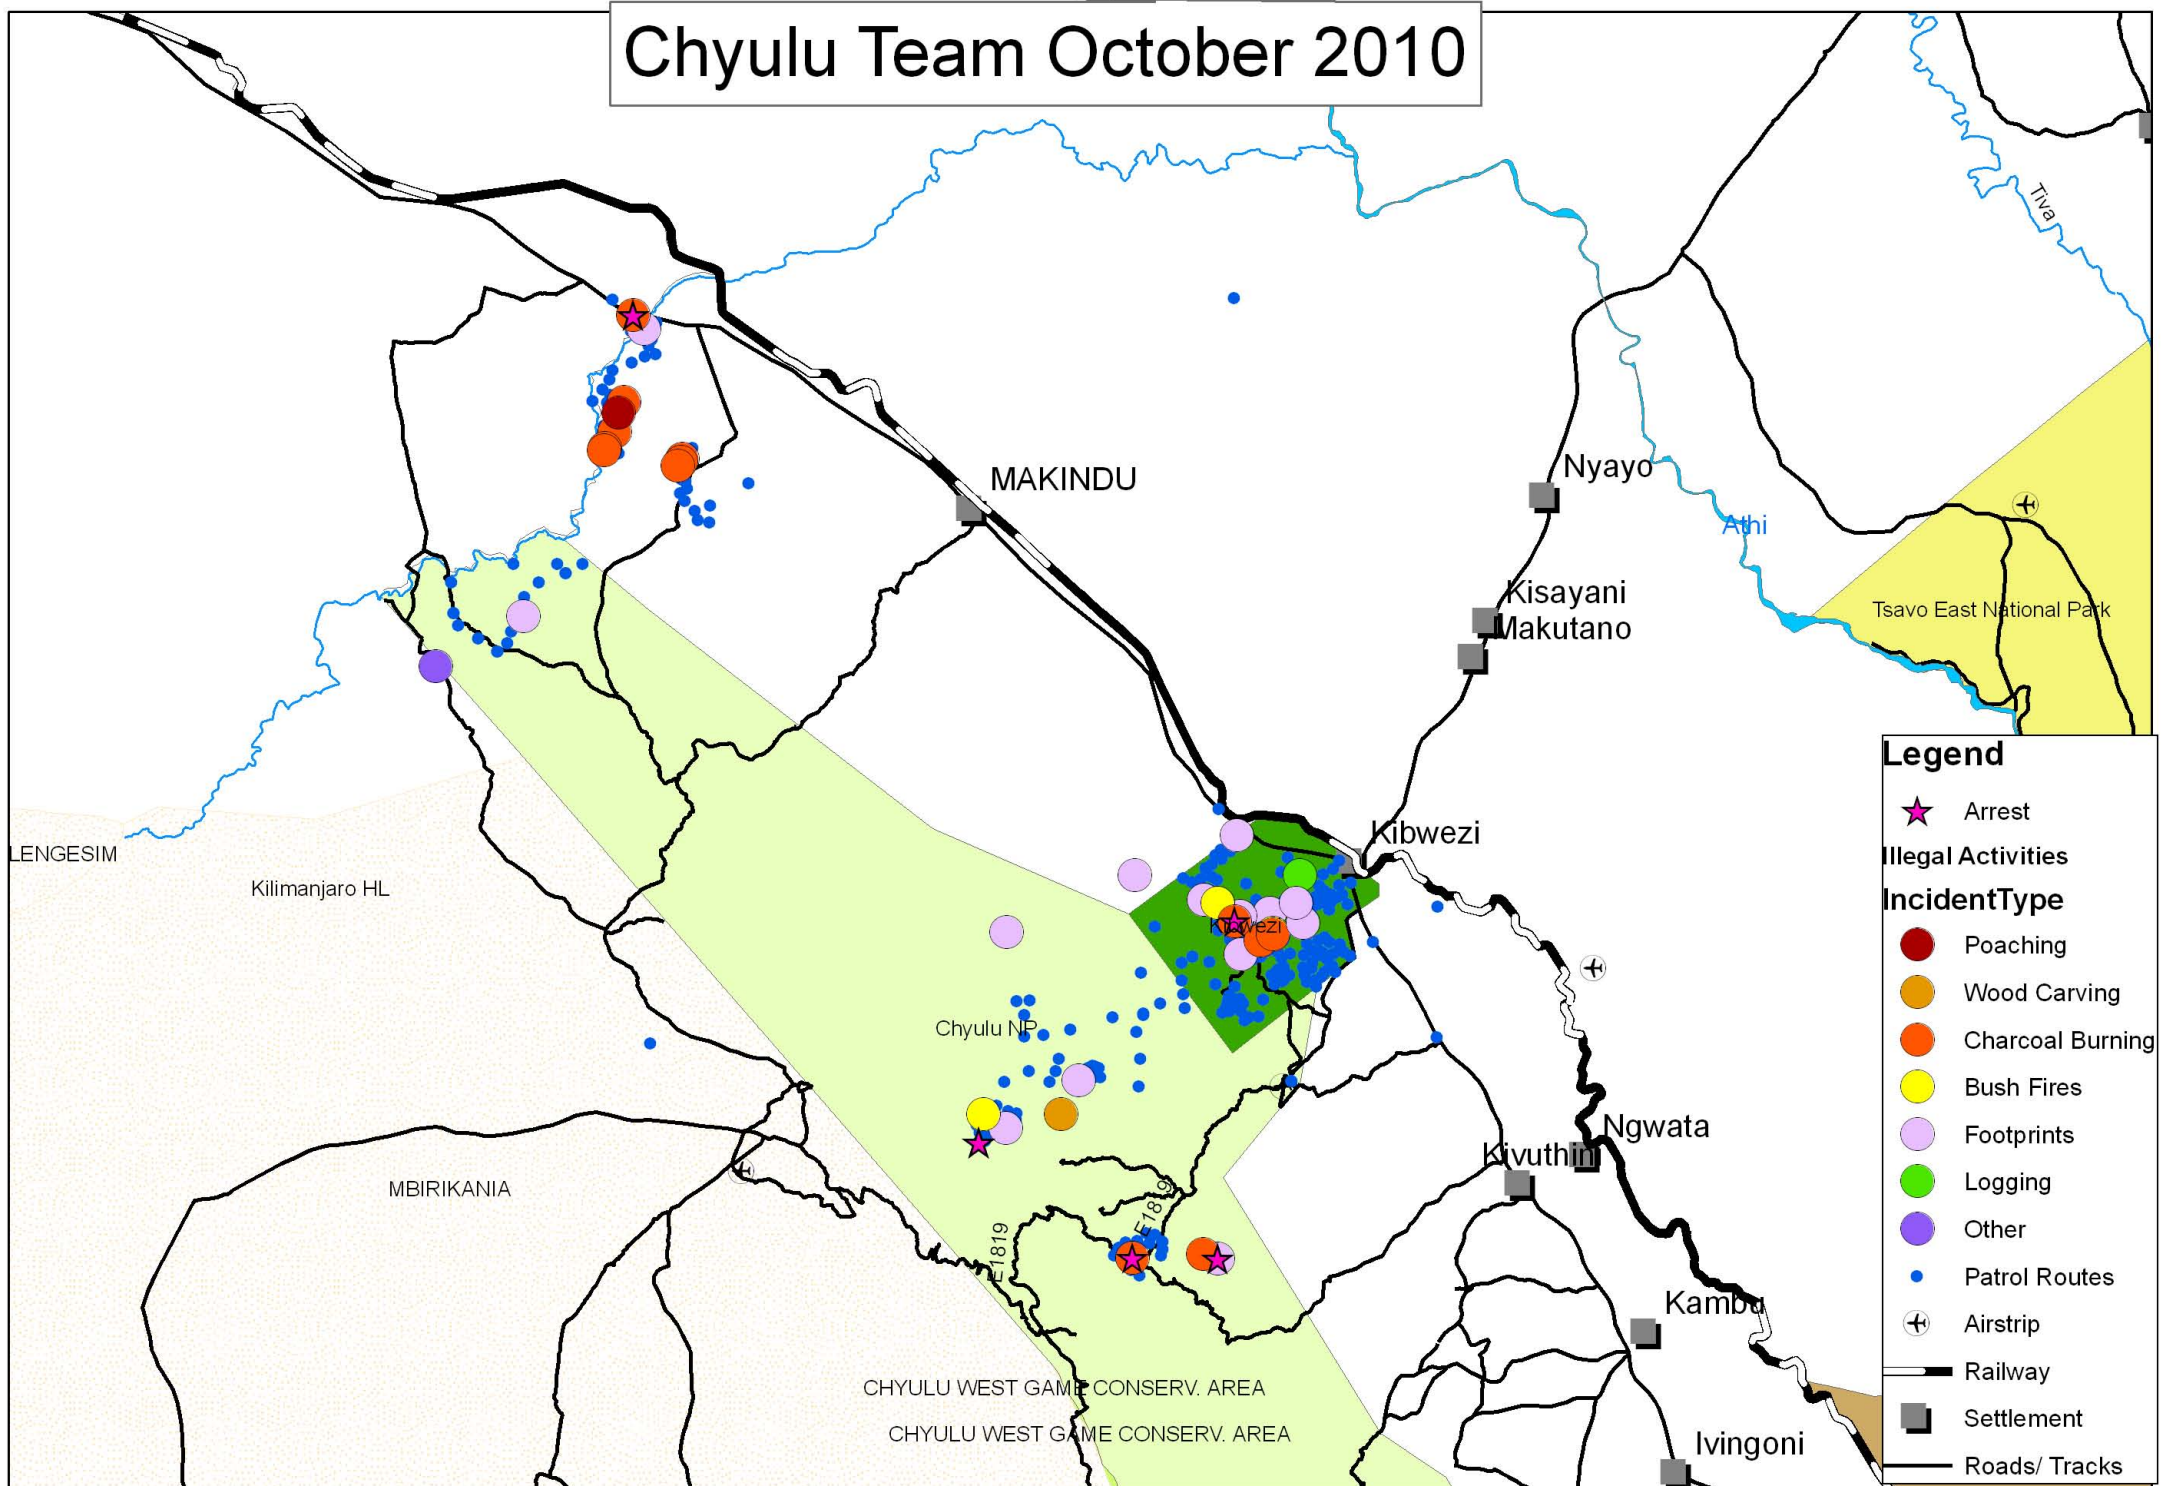 Chyulu Team October 2010
Tiva
MAKINDU
Nyayo
Athi
Kisayani
Makutano
Tsavo East National Park
Kibwezi
LENGESIM
Kilimanjaro HL
Kibwezi
Chyulu NP
Ngwata
Kivuthini
MBIRIKANIA
E1819
E1819
Kambu
CHYULU WEST GAME CONSERV. AREA
CHYULU WEST GAME CONSERV. AREA
Ivingoni
Legend
Arrest
Illegal Activities
IncidentType
Poaching
Wood Carving
Charcoal Burning
Bush Fires
Footprints
Logging
Other
Patrol Routes
Airstrip
Railway
Settlement
Roads/ Tracks